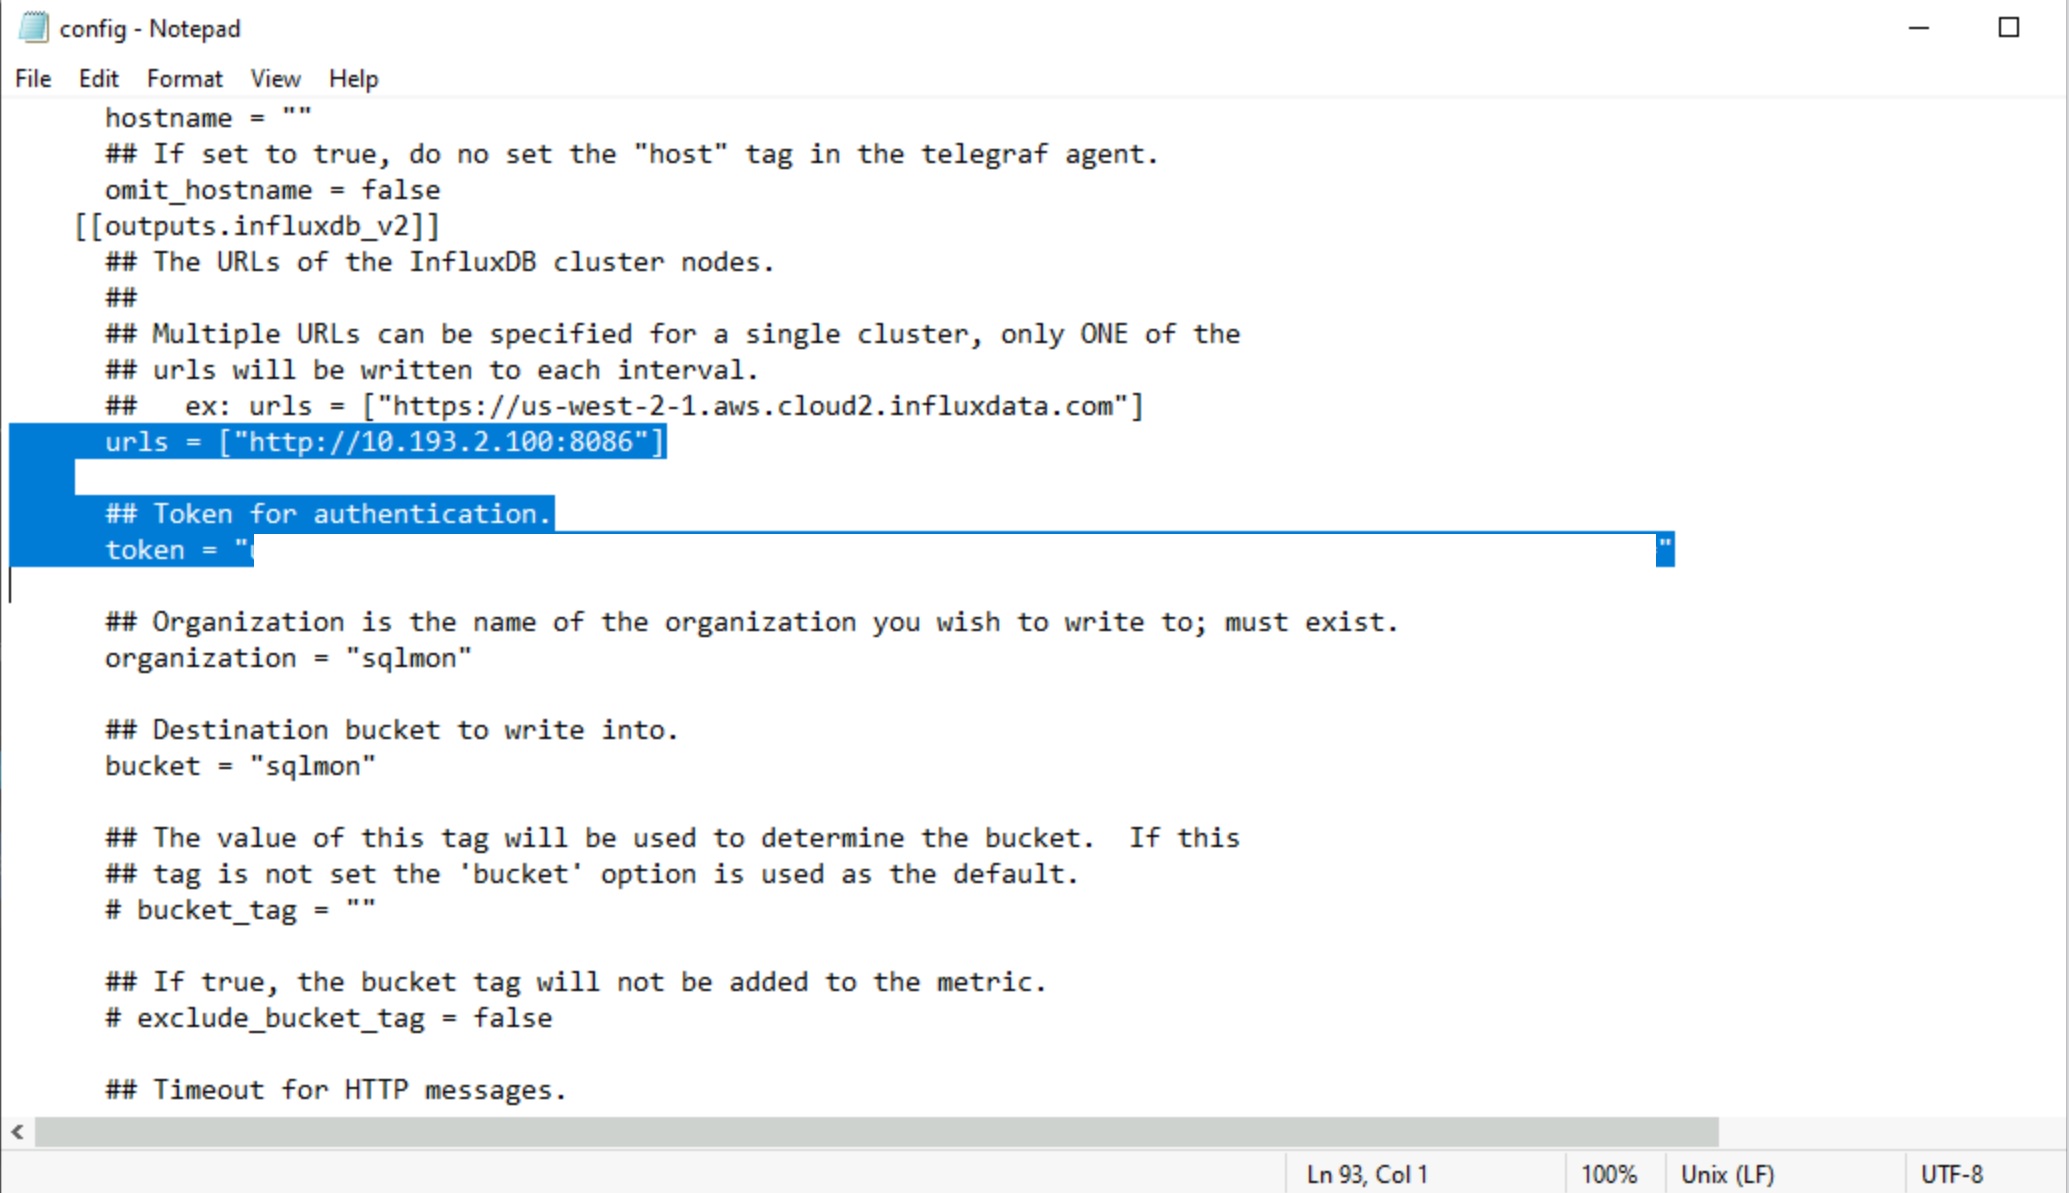 config - Notepad
File Edit Format View Help
hostname = ""
## If set to true, do no set the "host" tag in the telegraf agent.
omit_hostname = false
[[outputs.influxdb_v2]]
## The URLs of the InfluxDB cluster nodes.
##
## Multiple URLs can be specified for a single cluster, only ONE of the
## urls will be written to each interval.
##   ex: urls = ["https://us-west-2-1.aws.cloud2.influxdata.com"]
urls = ["http://10.193.2.100:8086"]
## Token for authentication.
token = " "
## Organization is the name of the organization you wish to write to; must exist.
organization = "sqlmon"
## Destination bucket to write into.
bucket = "sqlmon"
## The value of this tag will be used to determine the bucket.  If this
## tag is not set the 'bucket' option is used as the default.
# bucket_tag = ""
## If true, the bucket tag will not be added to the metric.
# exclude_bucket_tag = false
## Timeout for HTTP messages.
Ln 93, Col 1 100% Unix (LF) UTF-8